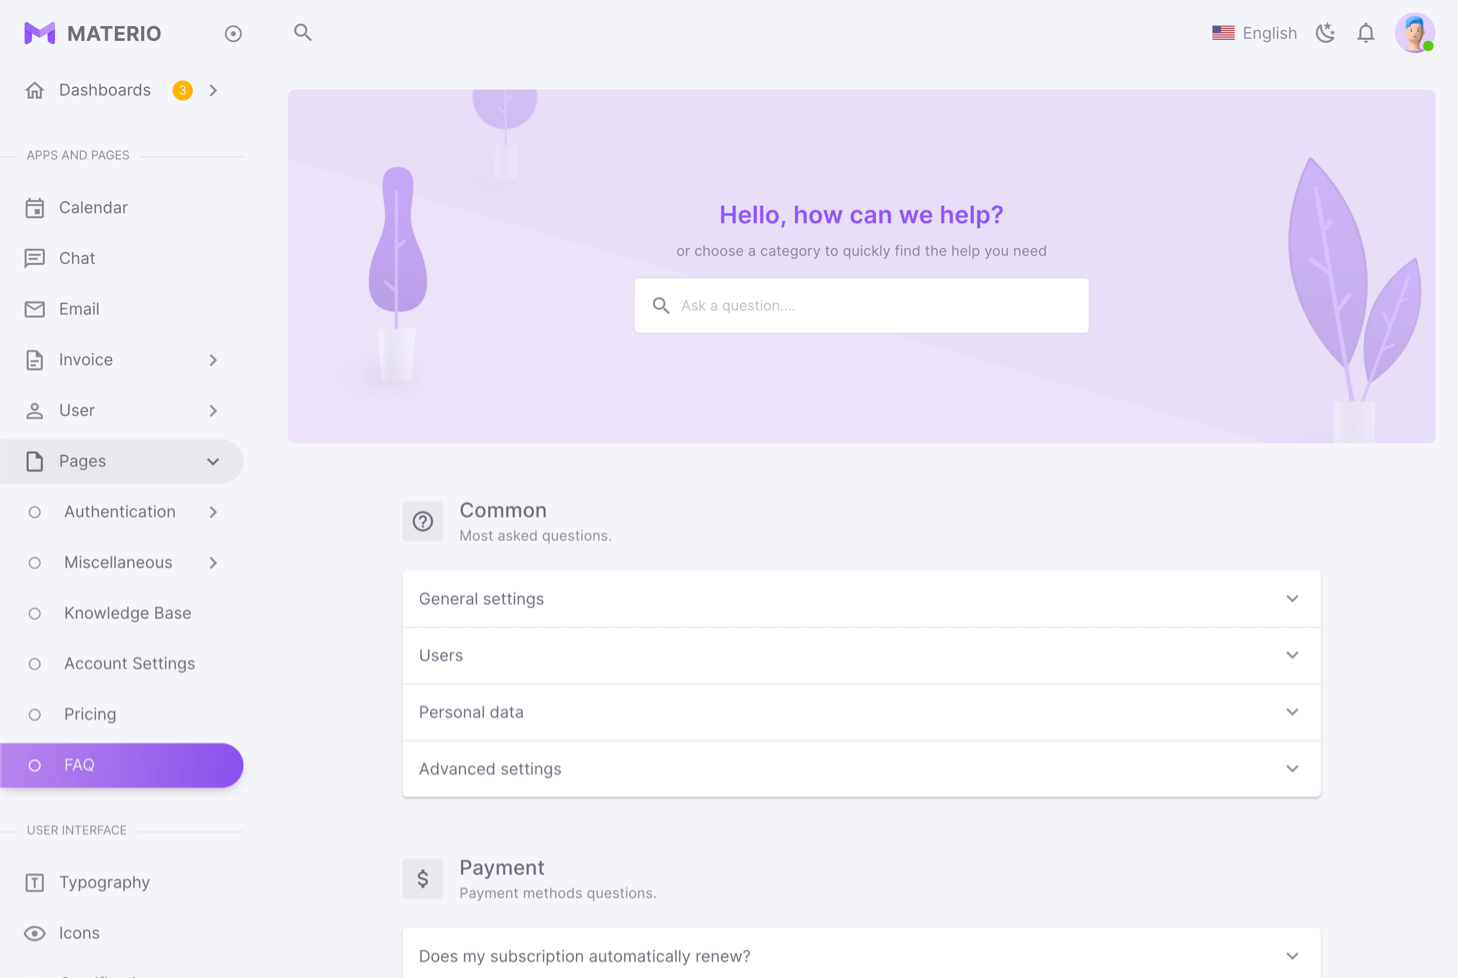 MATERIO
English
Dashboards 3
APPS AND PAGES
Calendar
Chat
Email
Invoice
User
Pages
Authentication
Miscellaneous
Knowledge Base
Account Settings
Pricing
FAQ
USER INTERFACE
Typography
Icons
Hello, how can we help?
or choose a category to quickly find the help you need
Ask a question....
Common
Most asked questions.
General settings
Users
Personal data
Advanced settings
$
Payment
Payment methods questions.
Does my subscription automatically renew?